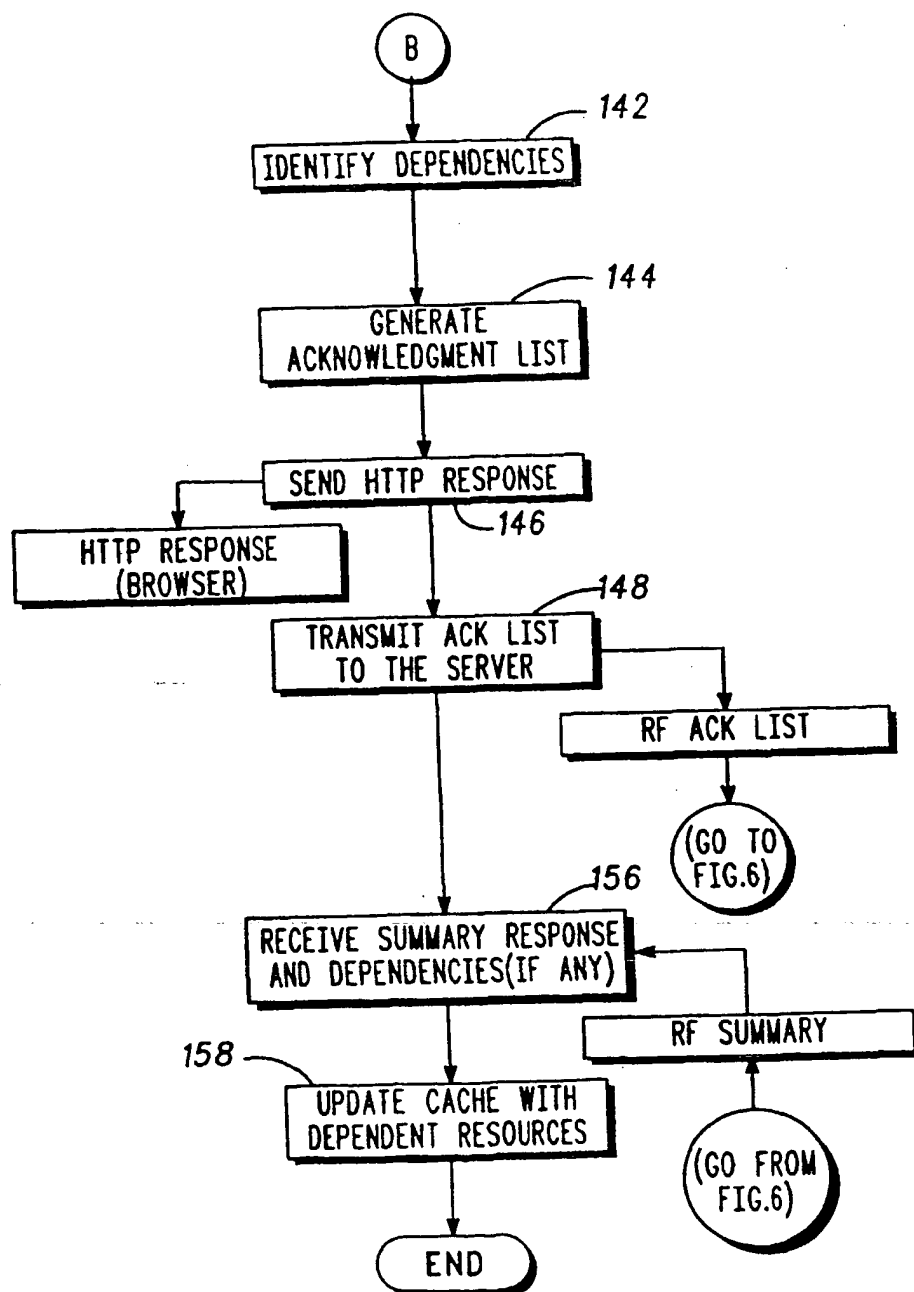 B
142
IDENTIFY DEPENDENCIES
144
GENERATE
ACKNOWLEDGMENT LIST
SEND HTTP RESPONSE
146
HTTP RESPONSE
(BROWSER)
148
TRANSMIT ACK LIST
TO THE SERVER
RF ACK LIST
(GO TO
FIG.6)
156
RECEIVE SUMMARY RESPONSE
AND DEPENDENCIES(IF ANY)
RF SUMMARY
158
UPDATE CACHE WITH
DEPENDENT RESOURCES
(GO FROM
FIG.6)
END